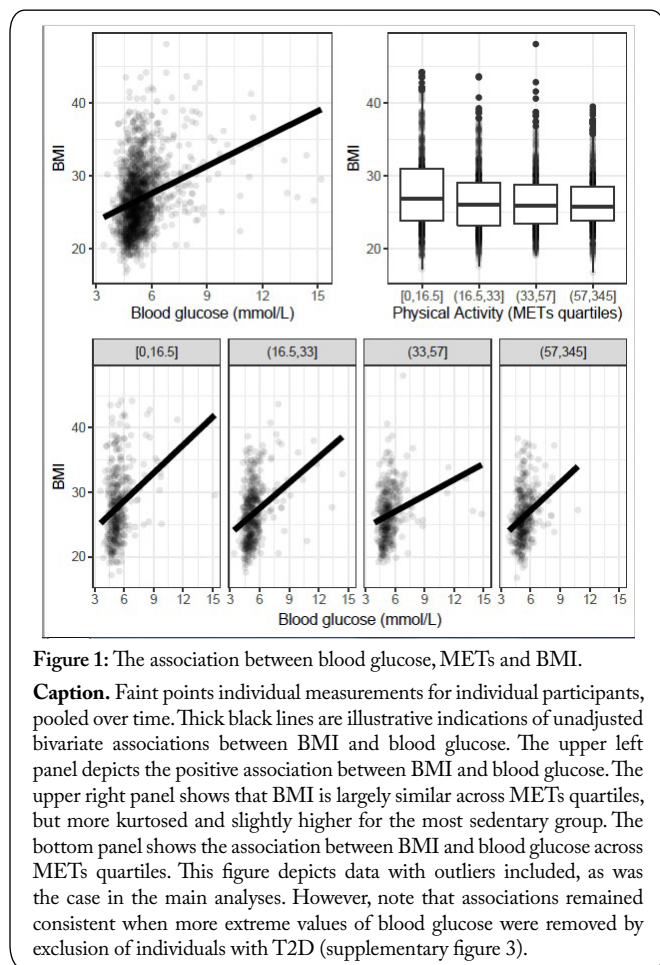 BMI
40
30
20
3 6 9 12 15
Blood glucose (mmol/L)
BMI
40
30
20
[0,16.5] (16.5,33] (33,57] (57,345]
Physical Activity (METs quartiles)
[0,16.5] (16.5,33] (33,57] (57,345]
BMI
40
30
20
3 6 9 12 15 3 6 9 12 15 3 6 9 12 15 3 6 9 12 15
Blood glucose (mmol/L)
Figure 1: The association between blood glucose, METs and BMI.
Caption. Faint points individual measurements for individual participants,
pooled over time. Thick black lines are illustrative indications of unadjusted
bivariate associations between BMI and blood glucose. The upper left
panel depicts the positive association between BMI and blood glucose. The
upper right panel shows that BMI is largely similar across METs quartiles,
but more kurtosed and slightly higher for the most sedentary group. The
bottom panel shows the association between BMI and blood glucose across
METs quartiles. This figure depicts data with outliers included, as was
the case in the main analyses. However, note that associations remained
consistent when more extreme values of blood glucose were removed by
exclusion of individuals with T2D (supplementary figure 3).